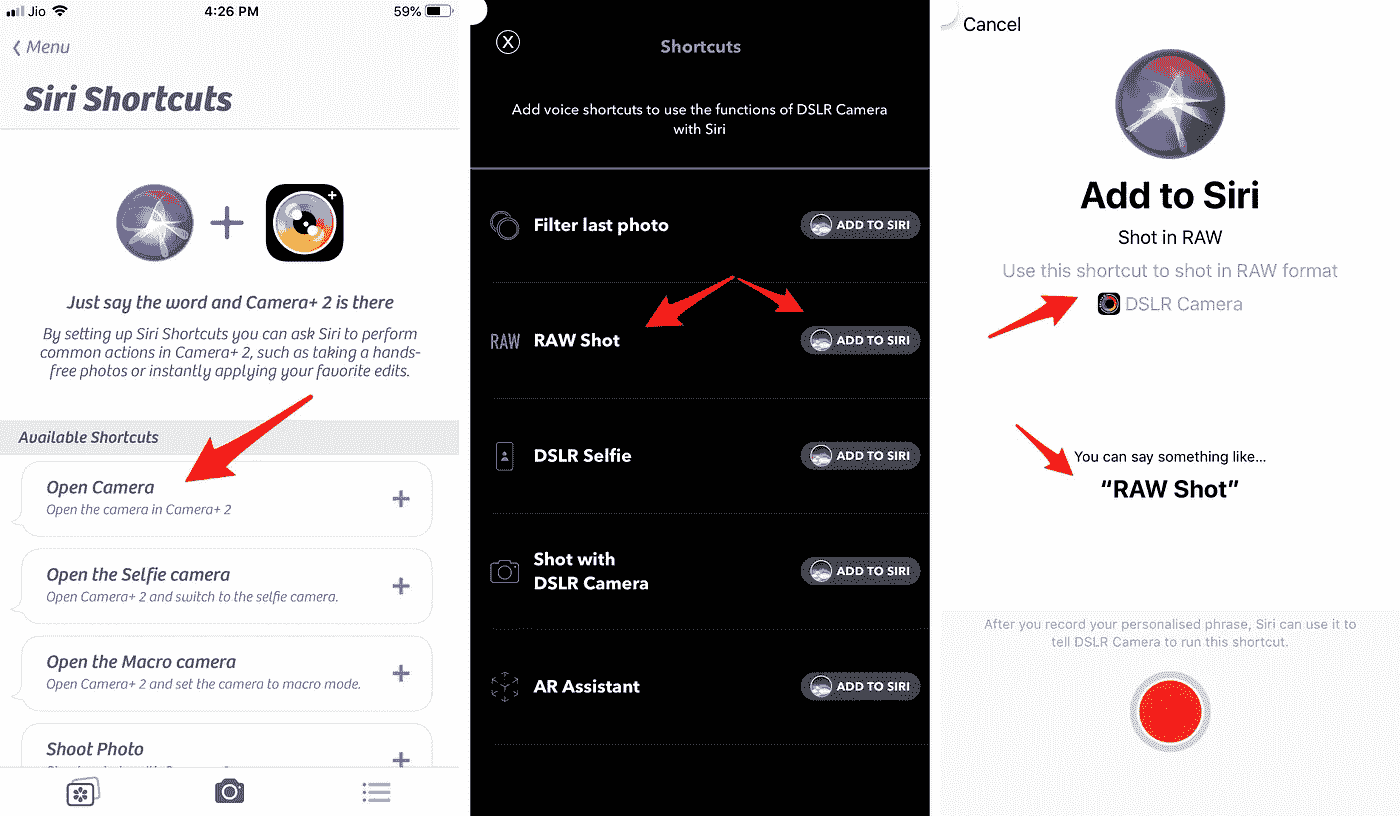 Jio
4:26 PM
59%
Menu
Siri Shortcuts
+
Just say the word and Camera+ 2 is there
By setting up Siri Shortcuts you can ask Siri to perform
common actions in Camera+ 2, such as taking a hands-
free photos or instantly applying your favorite edits.
Available Shortcuts
Open Camera
Open the camera in Camera+ 2
+
Open the Selfie camera
Open Camera+ 2 and switch to the selfie camera.
+
Open the Macro camera
Open Camera+ 2 and set the camera to macro mode.
+
Shoot Photo
+
Shortcuts
Add voice shortcuts to use the functions of DSLR Camera
with Siri
Filter last photo
ADD TO SIRI
RAW
RAW Shot
ADD TO SIRI
DSLR Selfie
ADD TO SIRI
Shot with
DSLR Camera
ADD TO SIRI
AR Assistant
ADD TO SIRI
Cancel
Add to Siri
Shot in RAW
Use this shortcut to shot in RAW format
DSLR Camera
You can say something like...
“RAW Shot”
After you record your personalised phrase, Siri can use it to
tell DSLR Camera to run this shortcut.